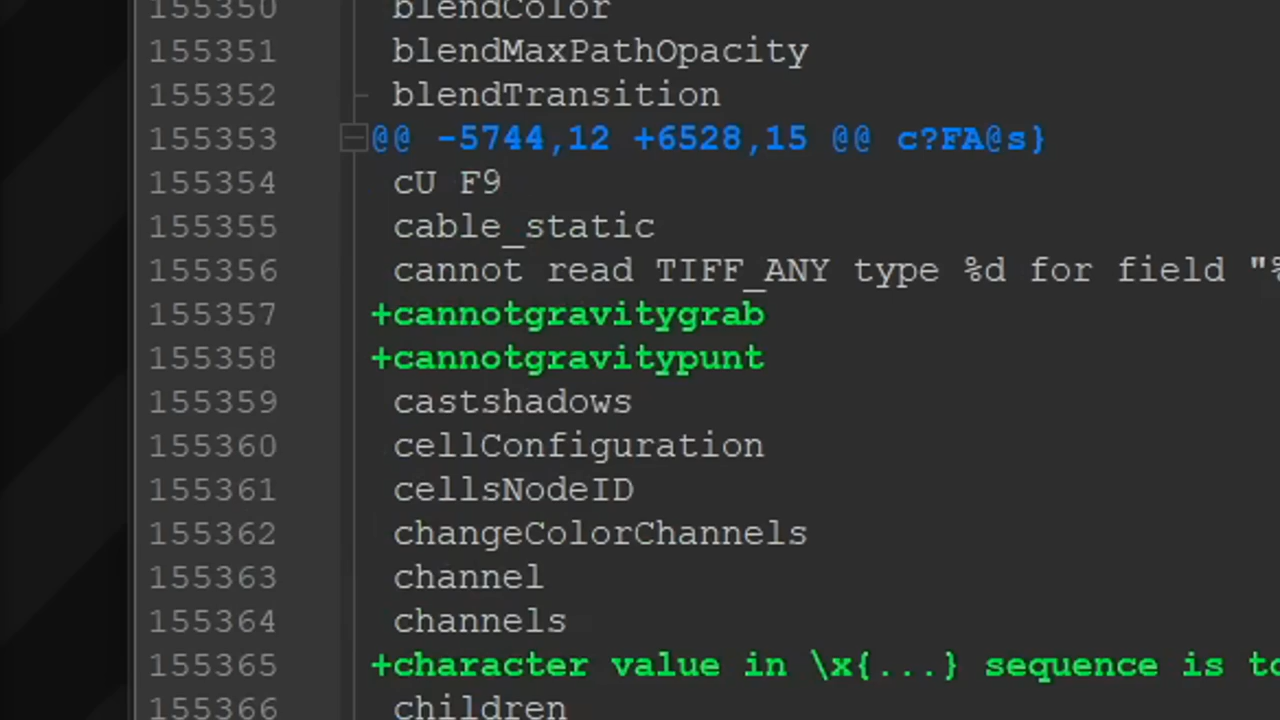 155350 blendColor
155351 blendMaxPathOpacity
155352 blendTransition
155353 @@ -5744,12 +6528,15 @@ c?FA@s}
155354 cU F9
155355 cable_static
155356 cannot read TIFF_ANY type %d for field "%
155357 +cannotgravitygrab
155358 +cannotgravitypunt
155359 castshadows
155360 cellConfiguration
155361 cellsNodeID
155362 changeColorChannels
155363 channel
155364 channels
155365 +character value in \x{...} sequence is to
155366 children